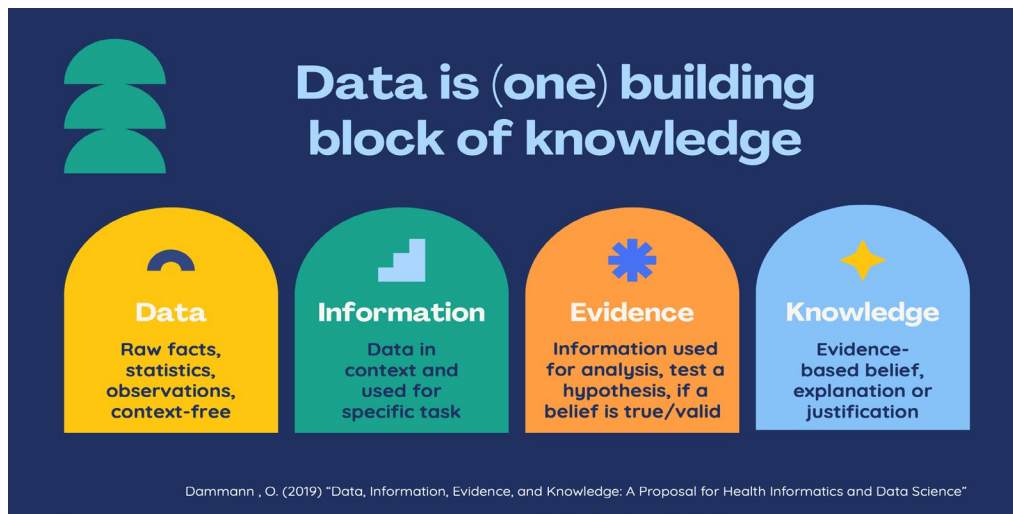 Data is (one) building
block of knowledge
Data
Raw facts,
statistics,
observations,
context-free
Information
Data in
context and
used for
specific task
Evidence
Information used
for analysis, test a
hypothesis, if a
belief is true/valid
Knowledge
Evidence-
based belief,
explanation or
justification
Dammann , O. (2019) “Data, Information, Evidence, and Knowledge: A Proposal for Health Informatics and Data Science”